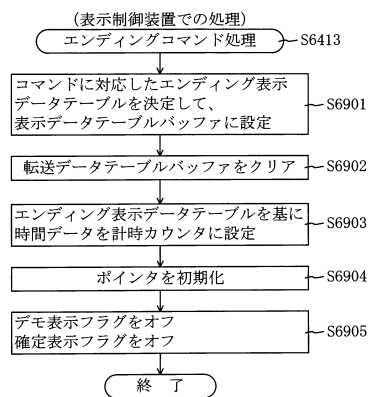 (表示制御装置での処理)
エンディングコマンド処理
S6413
コマンドに対応したエンディング表示
データテーブルを決定して、
表示データテーブルバッファに設定
S6901
転送データテーブルバッファをクリア
S6902
エンディング表示データテーブルを基に
時間データを計時カウンタに設定
S6903
ポインタを初期化
S6904
デモ表示フラグをオフ
確定表示フラグをオフ
S6905
終 了